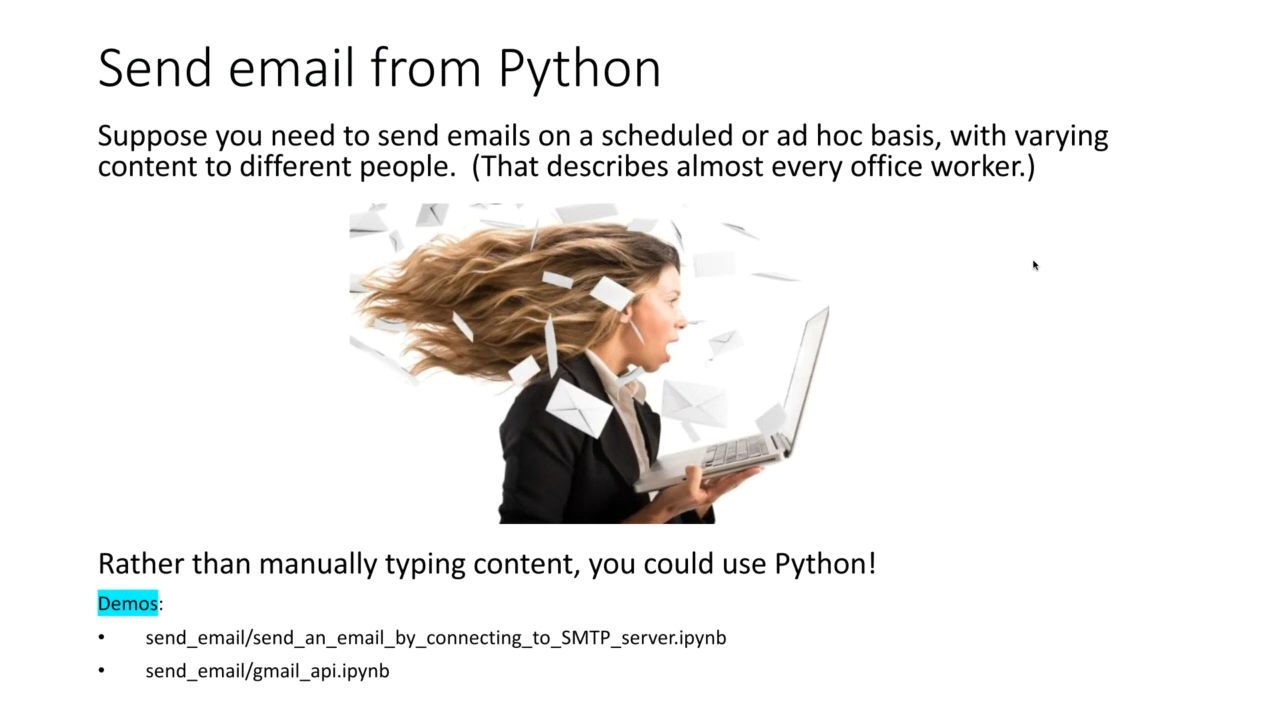 Send email from Python
Suppose you need to send emails on a scheduled or ad hoc basis, with varying
content to different people.  (That describes almost every office worker.)
Rather than manually typing content, you could use Python!
Demos:
• send_email/send_an_email_by_connecting_to_SMTP_server.ipynb
• send_email/gmail_api.ipynb